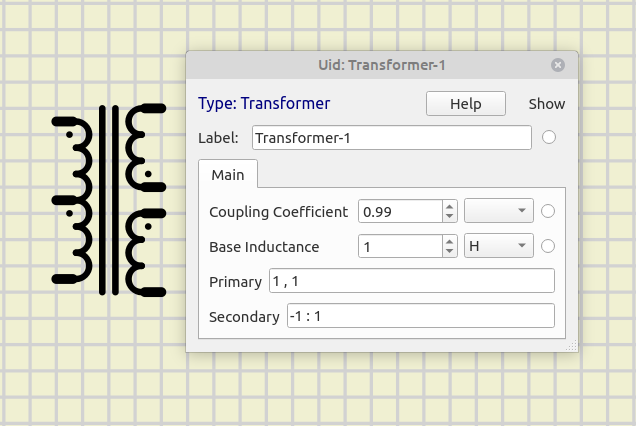 Uid: Transformer-1
Type: Transformer Help Show
Label: Transformer-1
Main
Coupling Coefficient 0.99
Base Inductance 1 H
Primary 1 , 1
Secondary -1 : 1